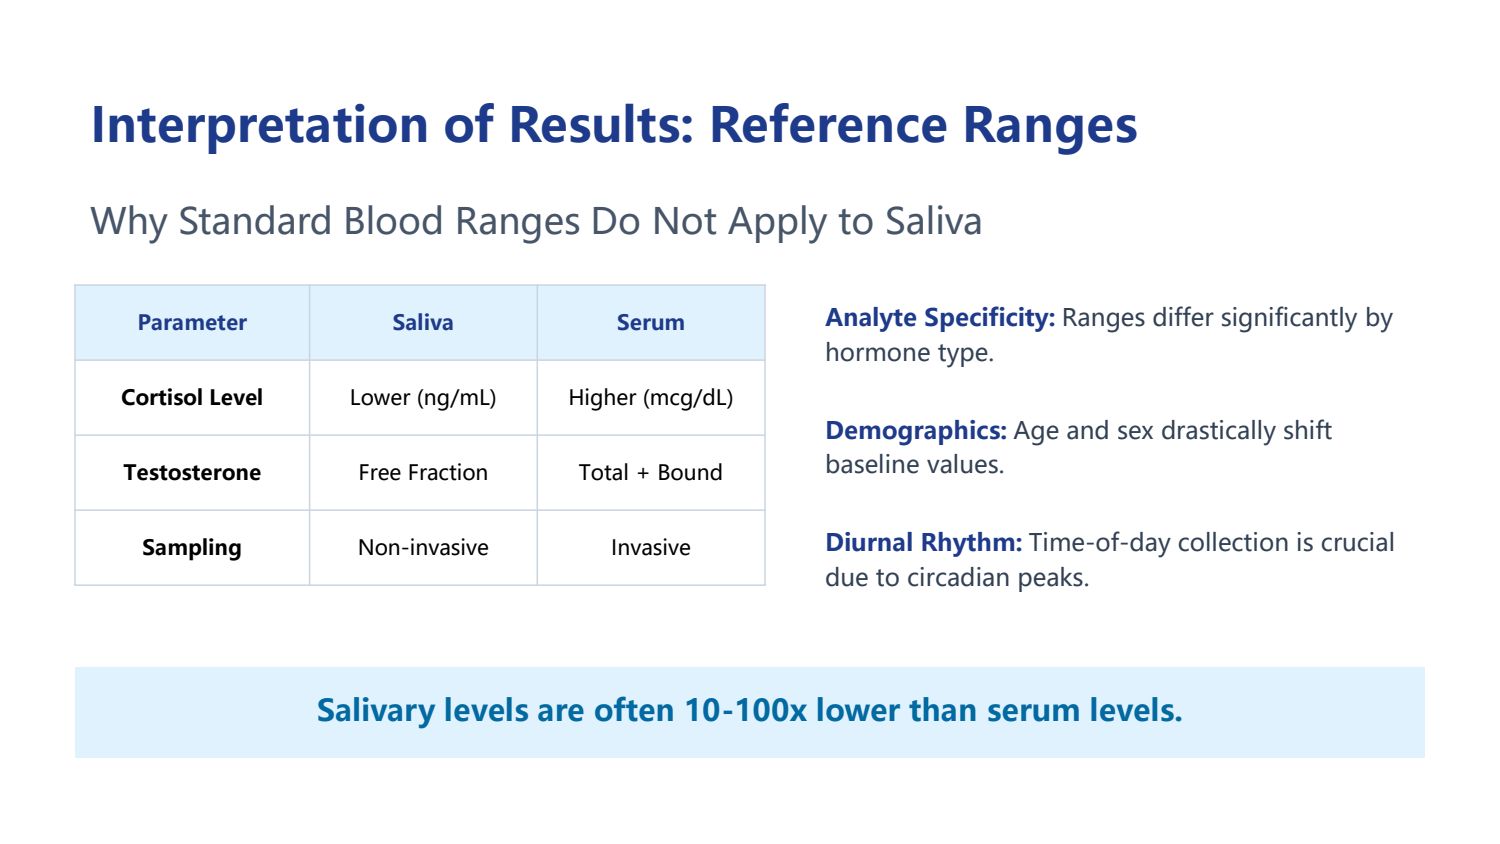 Interpretation of Results: Reference Ranges
Why Standard Blood Ranges Do Not Apply to Saliva
Parameter Saliva Serum
Cortisol Level Lower (ng/mL) Higher (mcg/dL)
Testosterone Free Fraction Total + Bound
Sampling Non-invasive Invasive
Analyte Specificity: Ranges differ significantly by
hormone type.
Demographics: Age and sex drastically shift
baseline values.
Diurnal Rhythm: Time-of-day collection is crucial
due to circadian peaks.
Salivary levels are often 10-100x lower than serum levels.